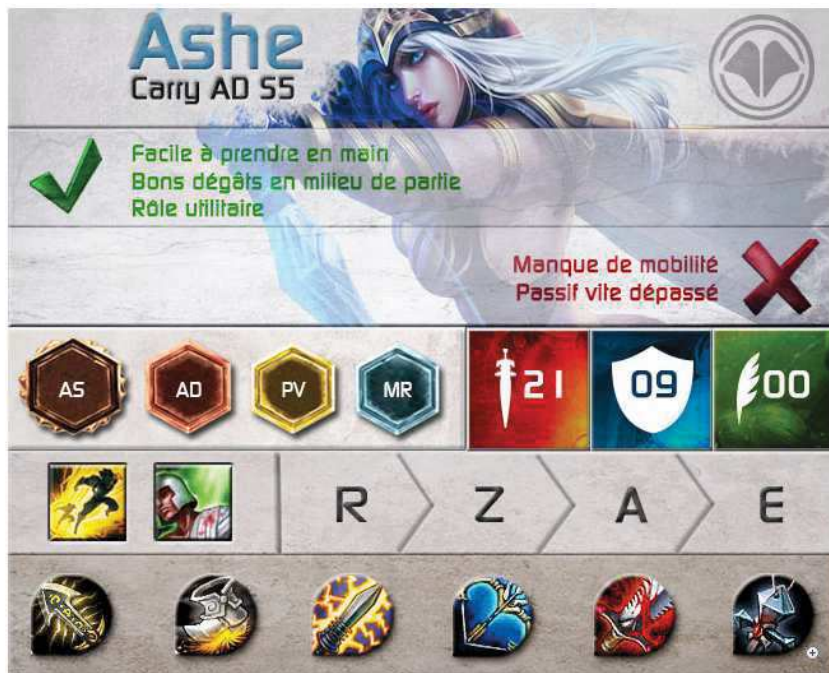 Ashe
Carry AD S5
Facile à prendre en main
Bons dégâts en milieu de partie
Rôle utilitaire
Manque de mobilité
Passif vite dépassé
AS AD PV MR 21 09 00
R Z A E